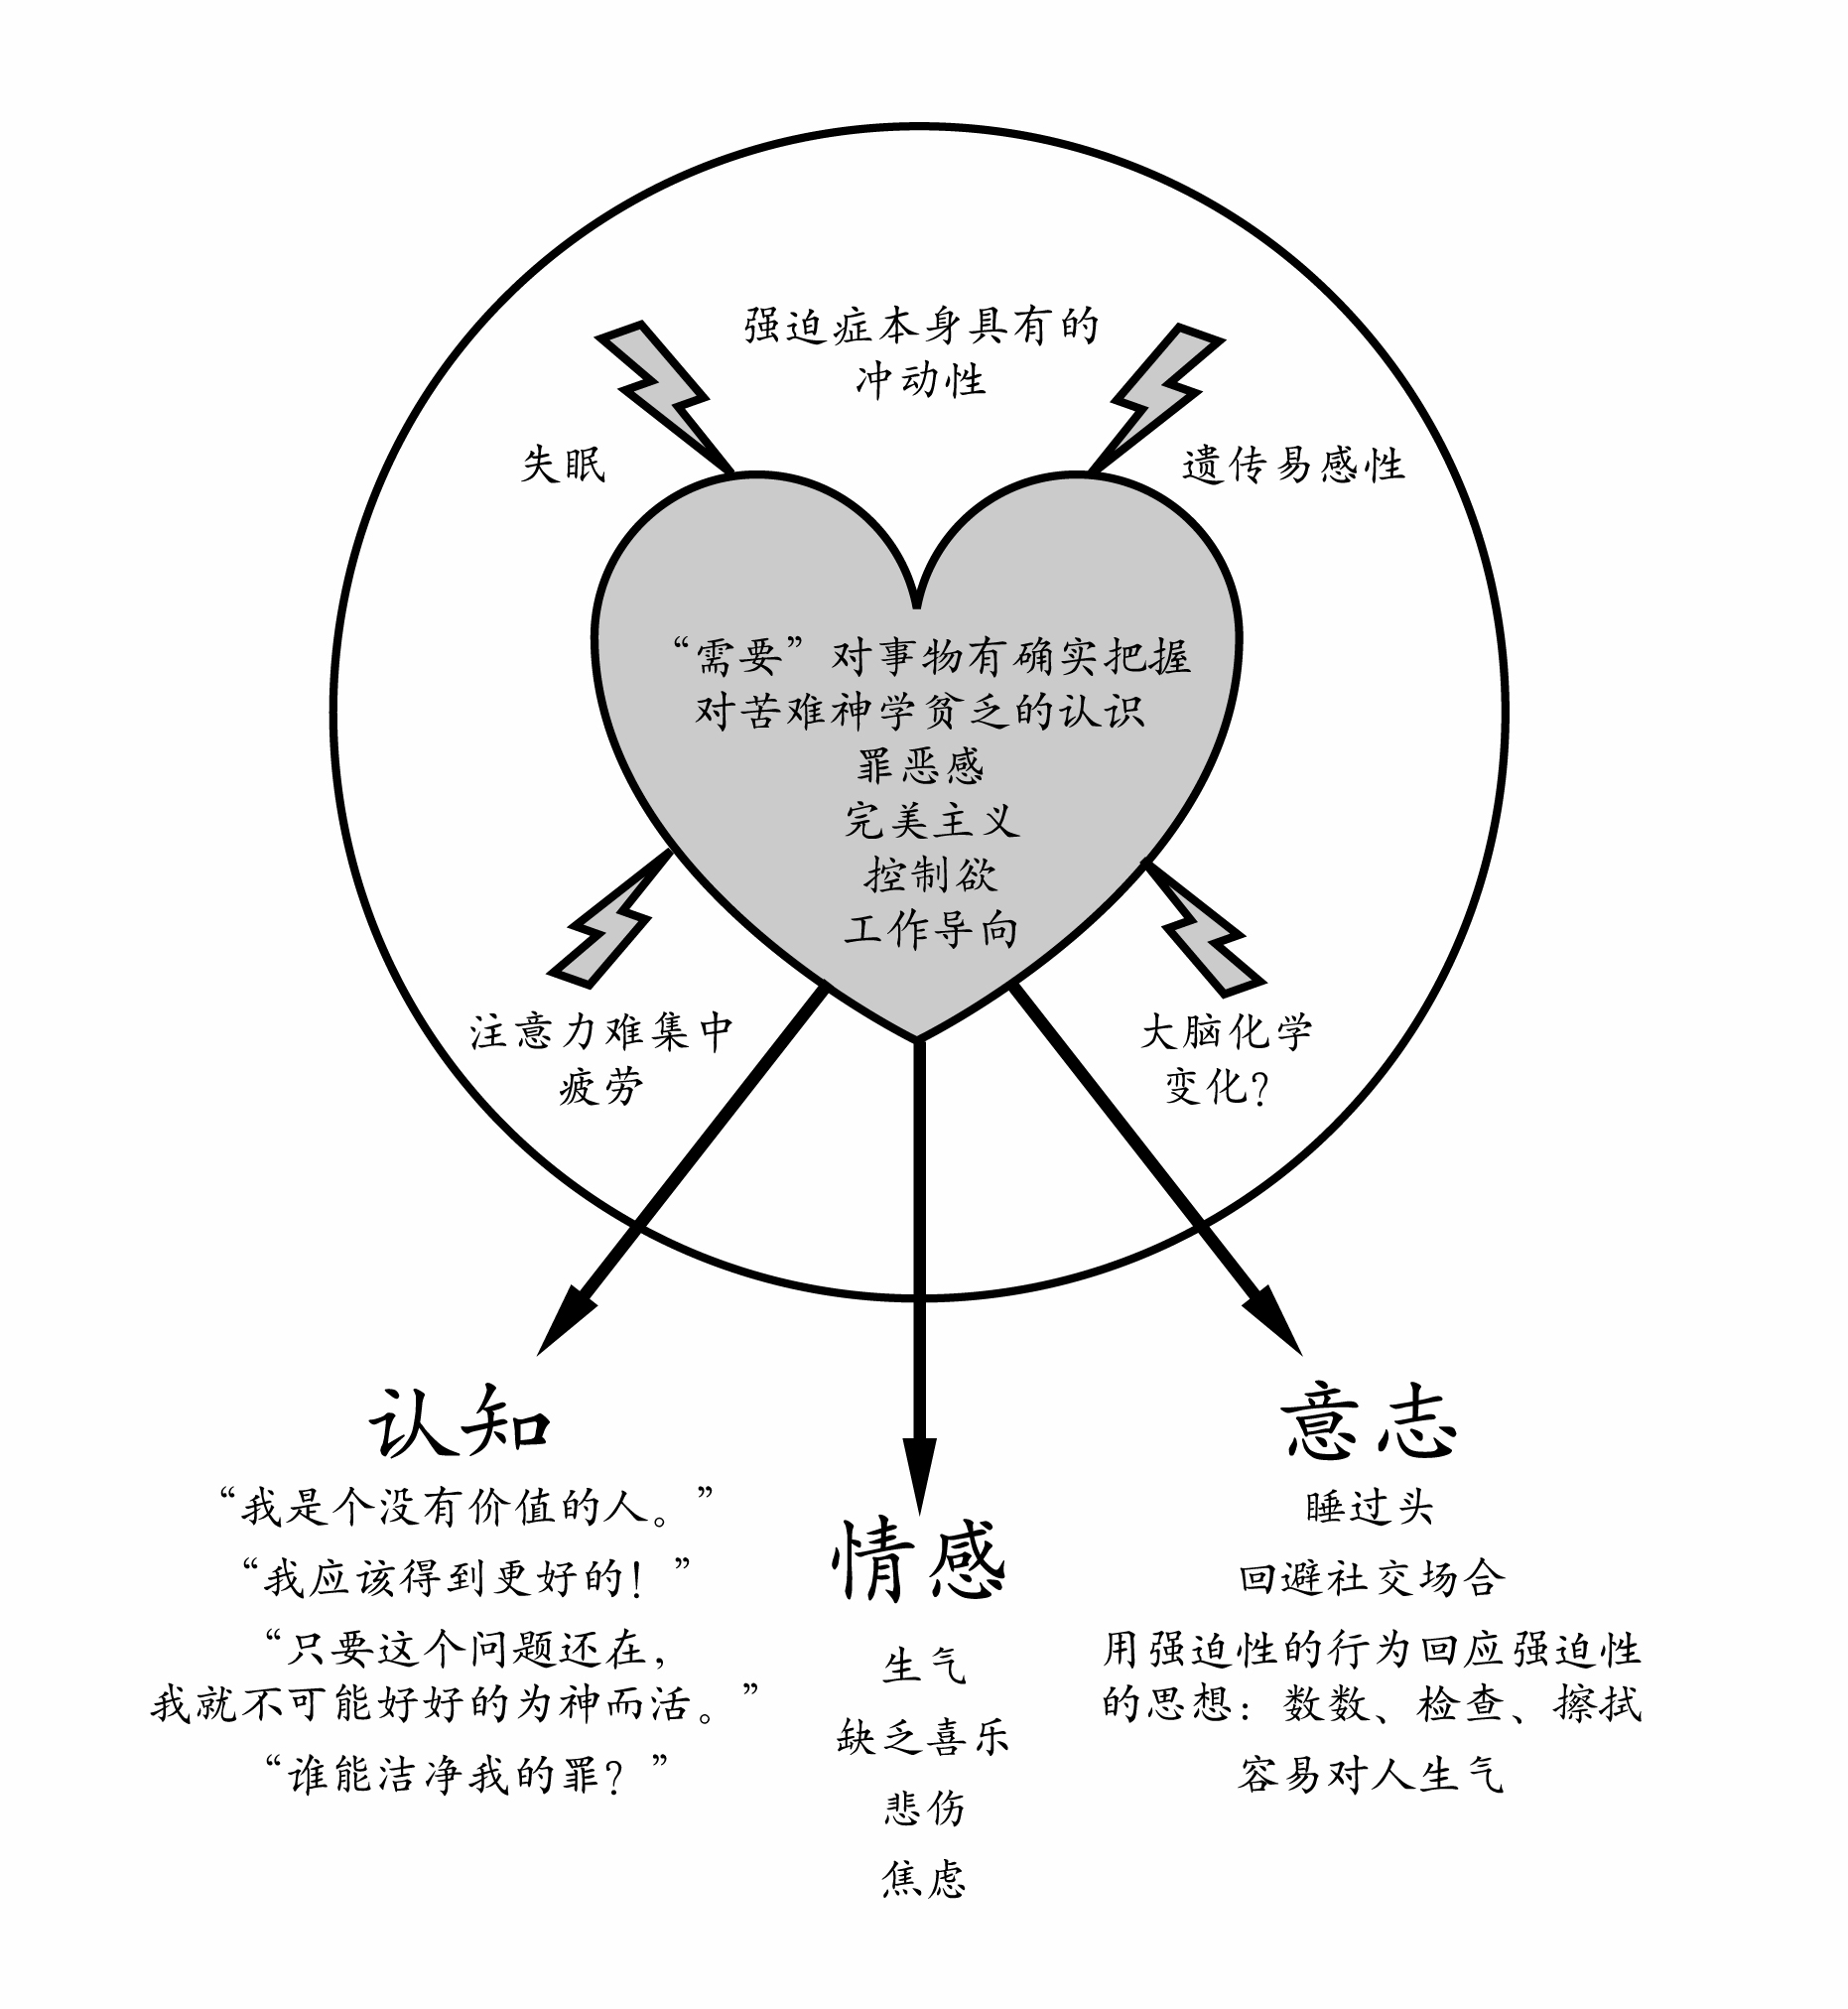 强迫症本身具有的
冲动性
失眠
遗传易感性
“需要”对事物有确实把握
对苦难神学贫乏的认识
罪恶感
完美主义
控制欲
工作导向
注意力难集中
疲劳
大脑化学
变化？
认知
“我是个没有价值的人。”
“我应该得到更好的！”
“只要这个问题还在，
我就不可能好好的为神而活。”
“谁能洁净我的罪？”
情感
生气
缺乏喜乐
悲伤
焦虑
意志
睡过头
回避社交场合
用强迫性的行为回应强迫性
的思想：数数、检查、擦拭
容易对人生气